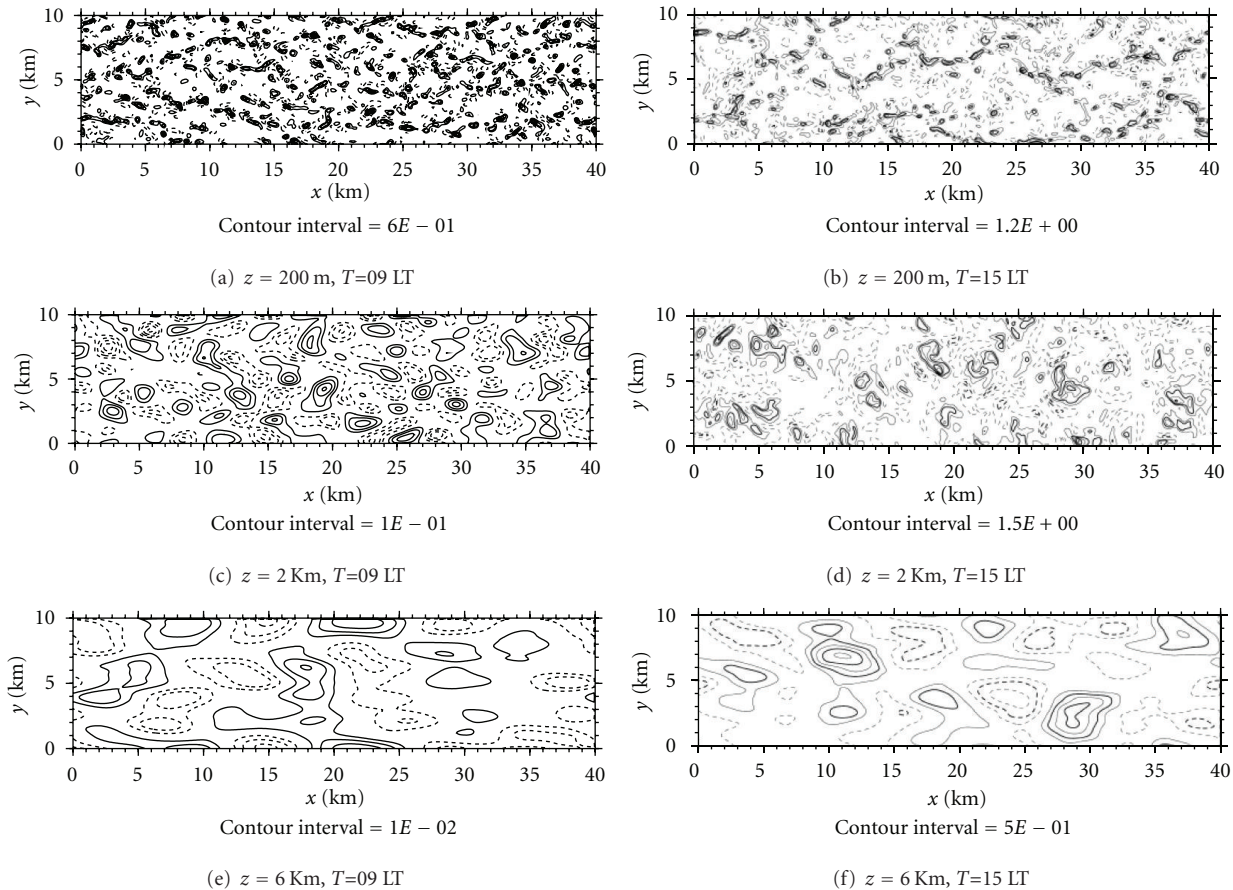 10
5
0
y (km)
0 5 10 15 20 25 30 35 40
x (km)
Contour interval = 6E − 01
(a) z = 200 m, T=09 LT
10
5
0
y (km)
0 5 10 15 20 25 30 35 40
x (km)
Contour interval = 1.2E + 00
(b) z = 200 m, T=15 LT
10
5
0
y (km)
0 5 10 15 20 25 30 35 40
x (km)
Contour interval = 1E − 01
(c) z = 2 Km, T=09 LT
10
5
0
y (km)
0 5 10 15 20 25 30 35 40
x (km)
Contour interval = 1.5E + 00
(d) z = 2 Km, T=15 LT
10
5
0
y (km)
0 5 10 15 20 25 30 35 40
x (km)
Contour interval = 1E − 02
(e) z = 6 Km, T=09 LT
10
5
0
y (km)
0 5 10 15 20 25 30 35 40
x (km)
Contour interval = 5E − 01
(f) z = 6 Km, T=15 LT